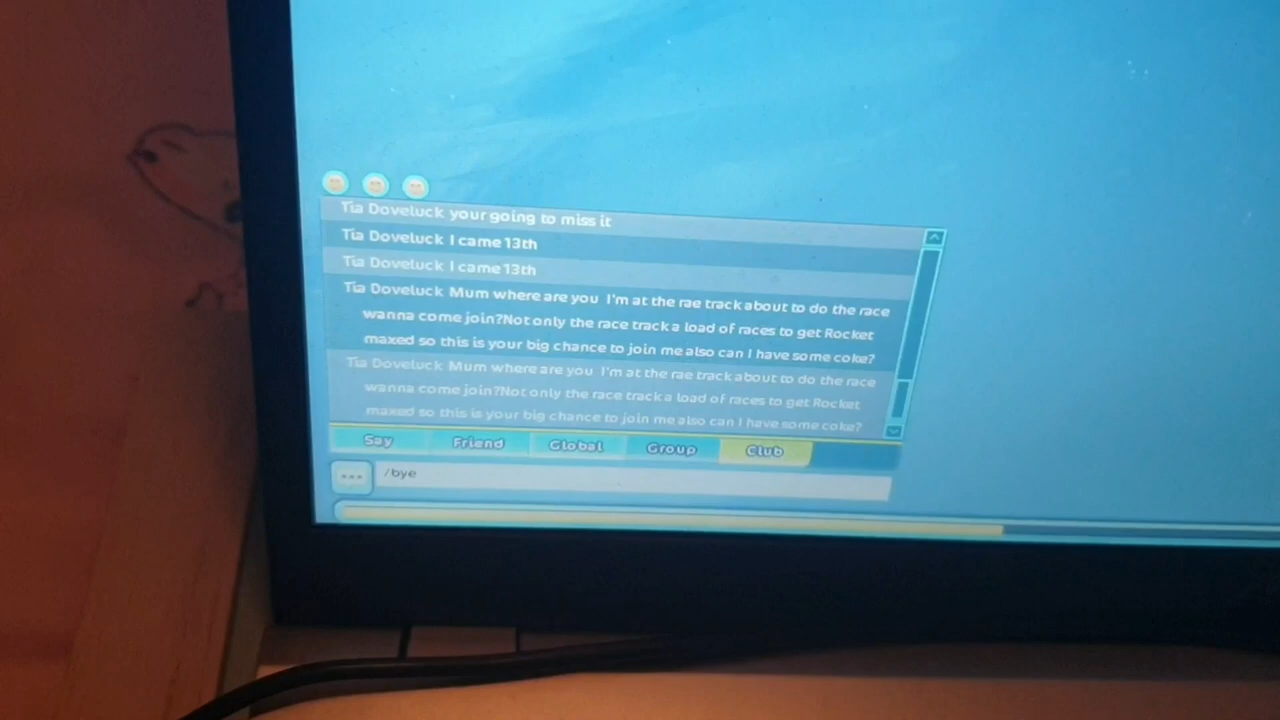 Tia Doveluck your going to miss it
Tia Doveluck I came 13th
Tia Doveluck I came 13th
Tia Doveluck Mum where are you I'm at the rae track about to do the race
wanna come join?Not only the race track a load of races to get Rocket
maxed so this is your big chance to join me also can I have some coke?
Tia Doveluck Mum where are you I'm at the rae track about to do the race
wanna come join?Not only the race track a load of races to get Rocket
maxed so this is your big chance to join me also can I have some coke?
Say Friend Global Group Club
... /bye